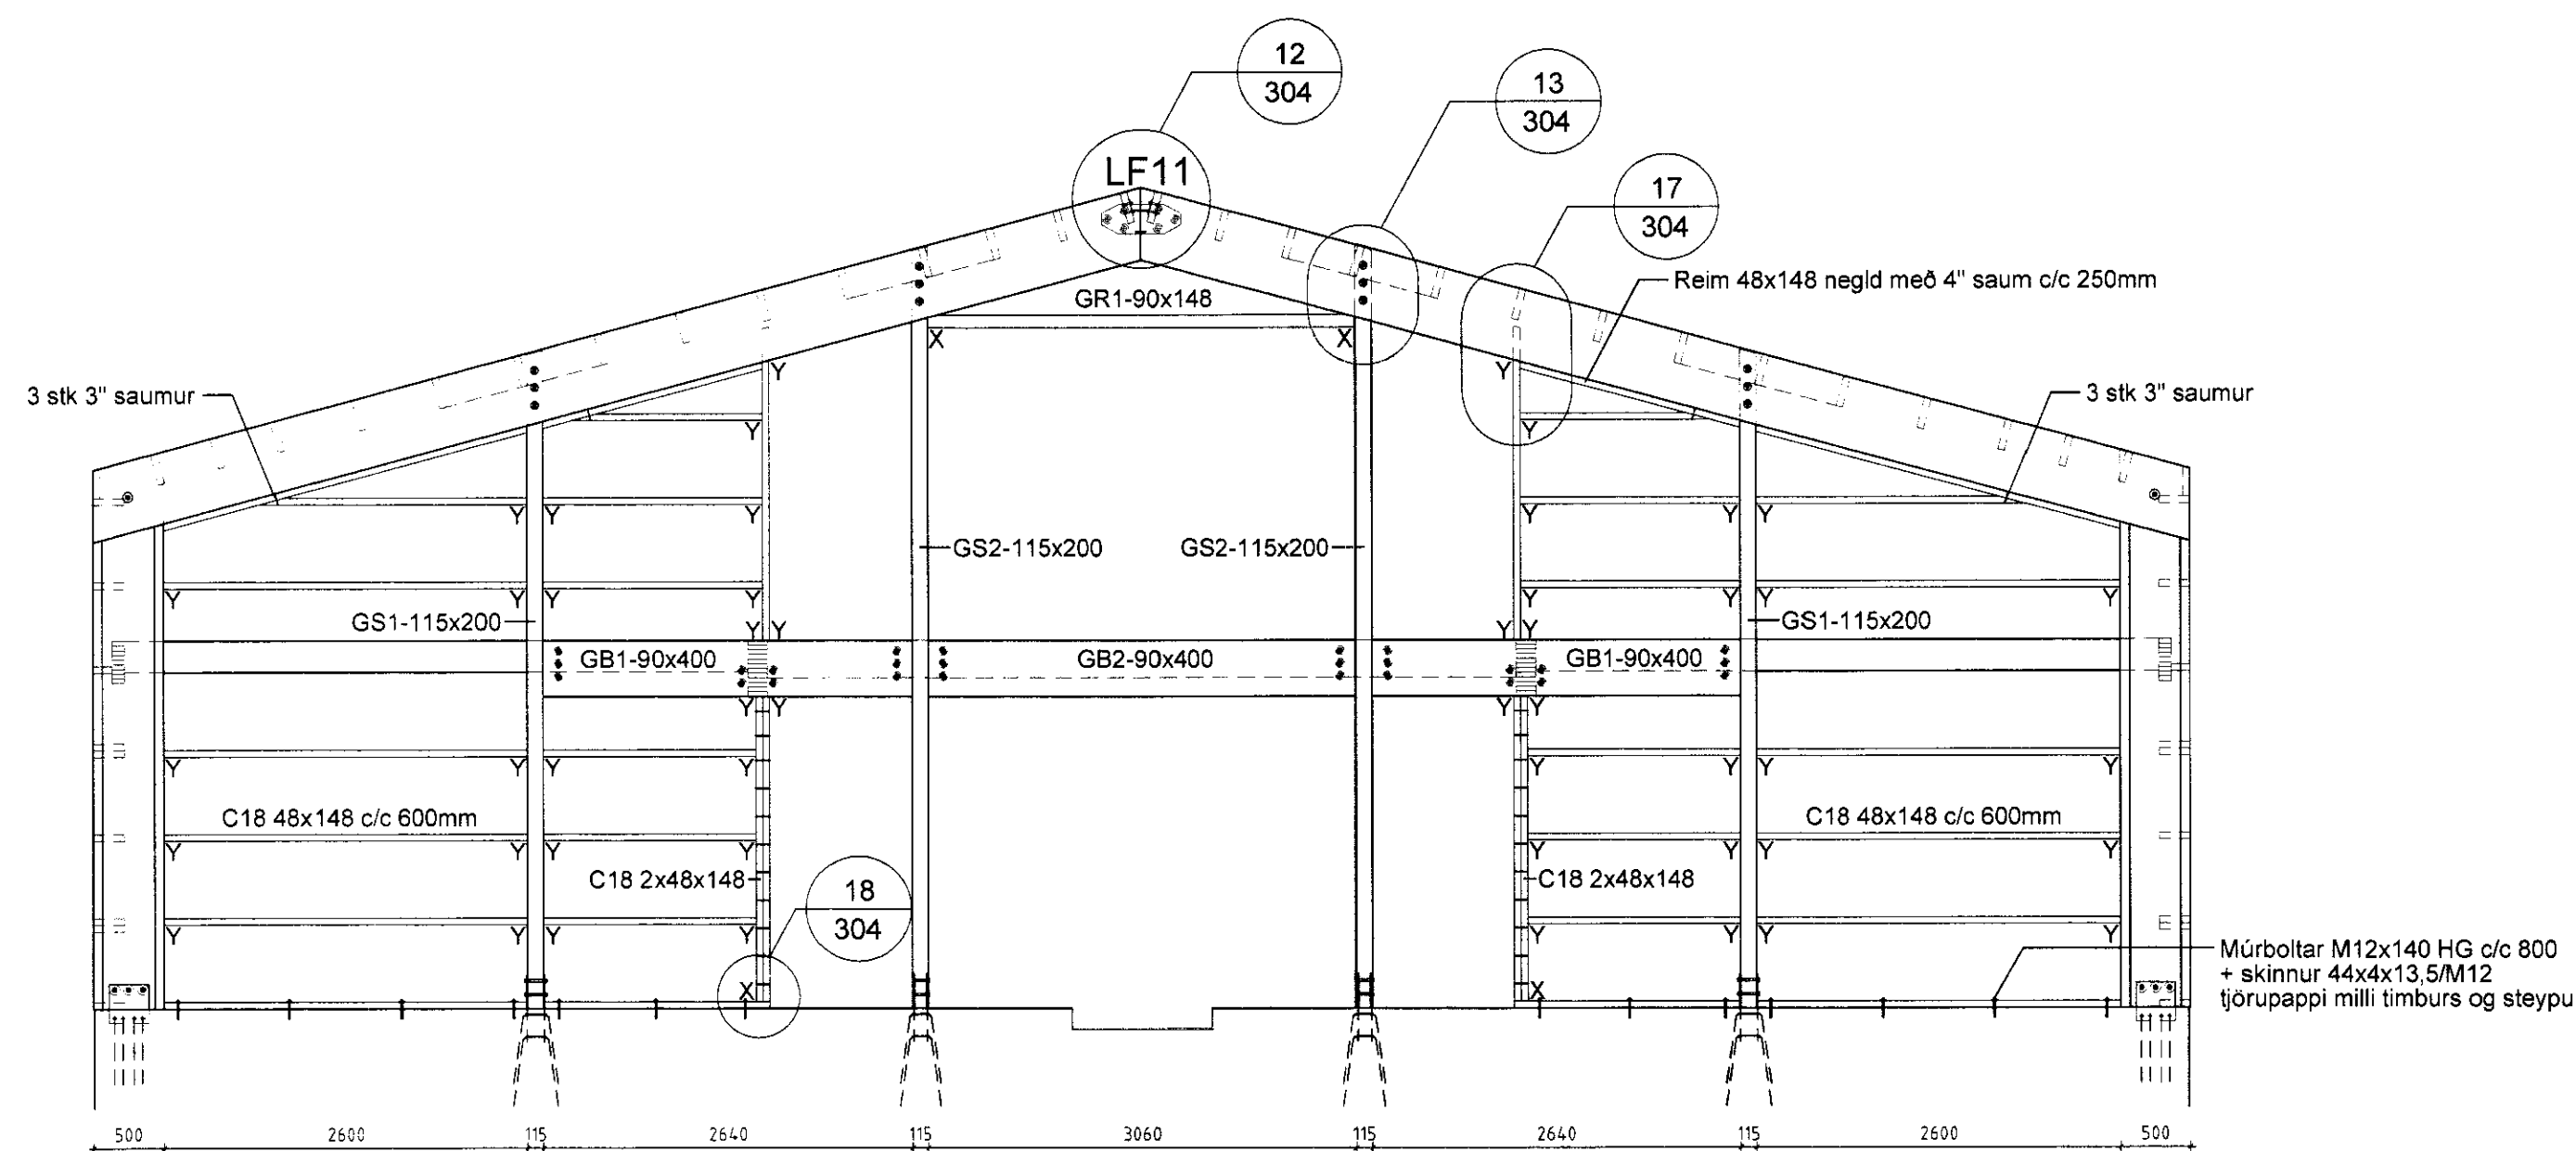 12
304
13
304
LF11
17
304
Reim 48x148 negld með 4" saum c/c 250mm
GR1-90x148
X
X
Y
Y
3 stk 3" saumur
3 stk 3" saumur
Y
Y
Y
Y
Y
Y
Y
Y
GS2-115x200
GS2-115x200
Y
Y
Y
Y
Y
Y
Y
Y
GS1-115x200
GS1-115x200
Y
Y
Y
Y
GB1-90x400
GB2-90x400
GB1-90x400
Y
Y
Y
Y
Y
Y
Y
Y
Y
Y
Y
Y
C18 48x148 c/c 600mm
C18 48x148 c/c 600mm
Y
Y
Y
Y
Y
Y
Y
Y
C18 2x48x148
C18 2x48x148
18
304
Y
Y
Y
Y
Y
Y
Y
Y
Múrboltar M12x140 HG c/c 800
+ skinnur 44x4x13,5/M12
tjörupappi milli timburs og steypu
X
X
500
2600
115
2640
115
3060
115
2640
115
2600
500